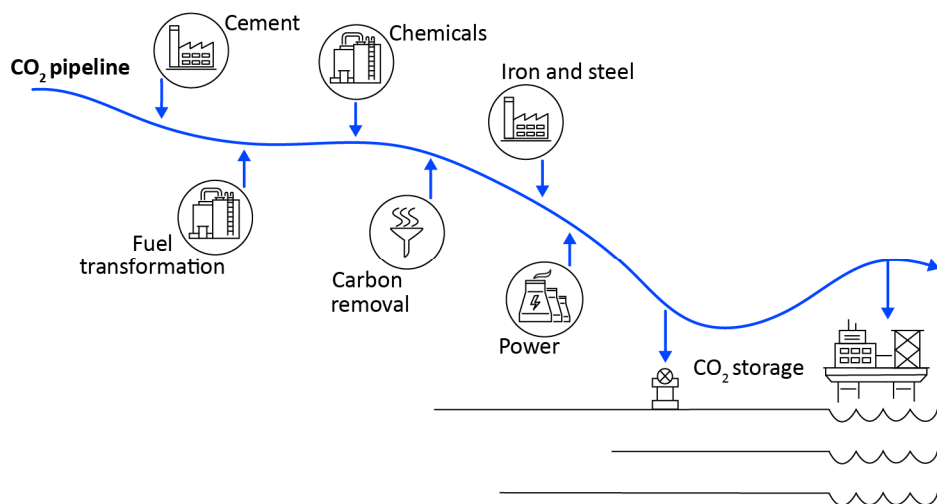 Cement
Chemicals
CO₂ pipeline
Iron and steel
Fuel
transformation
Carbon
removal
Power
CO₂ storage